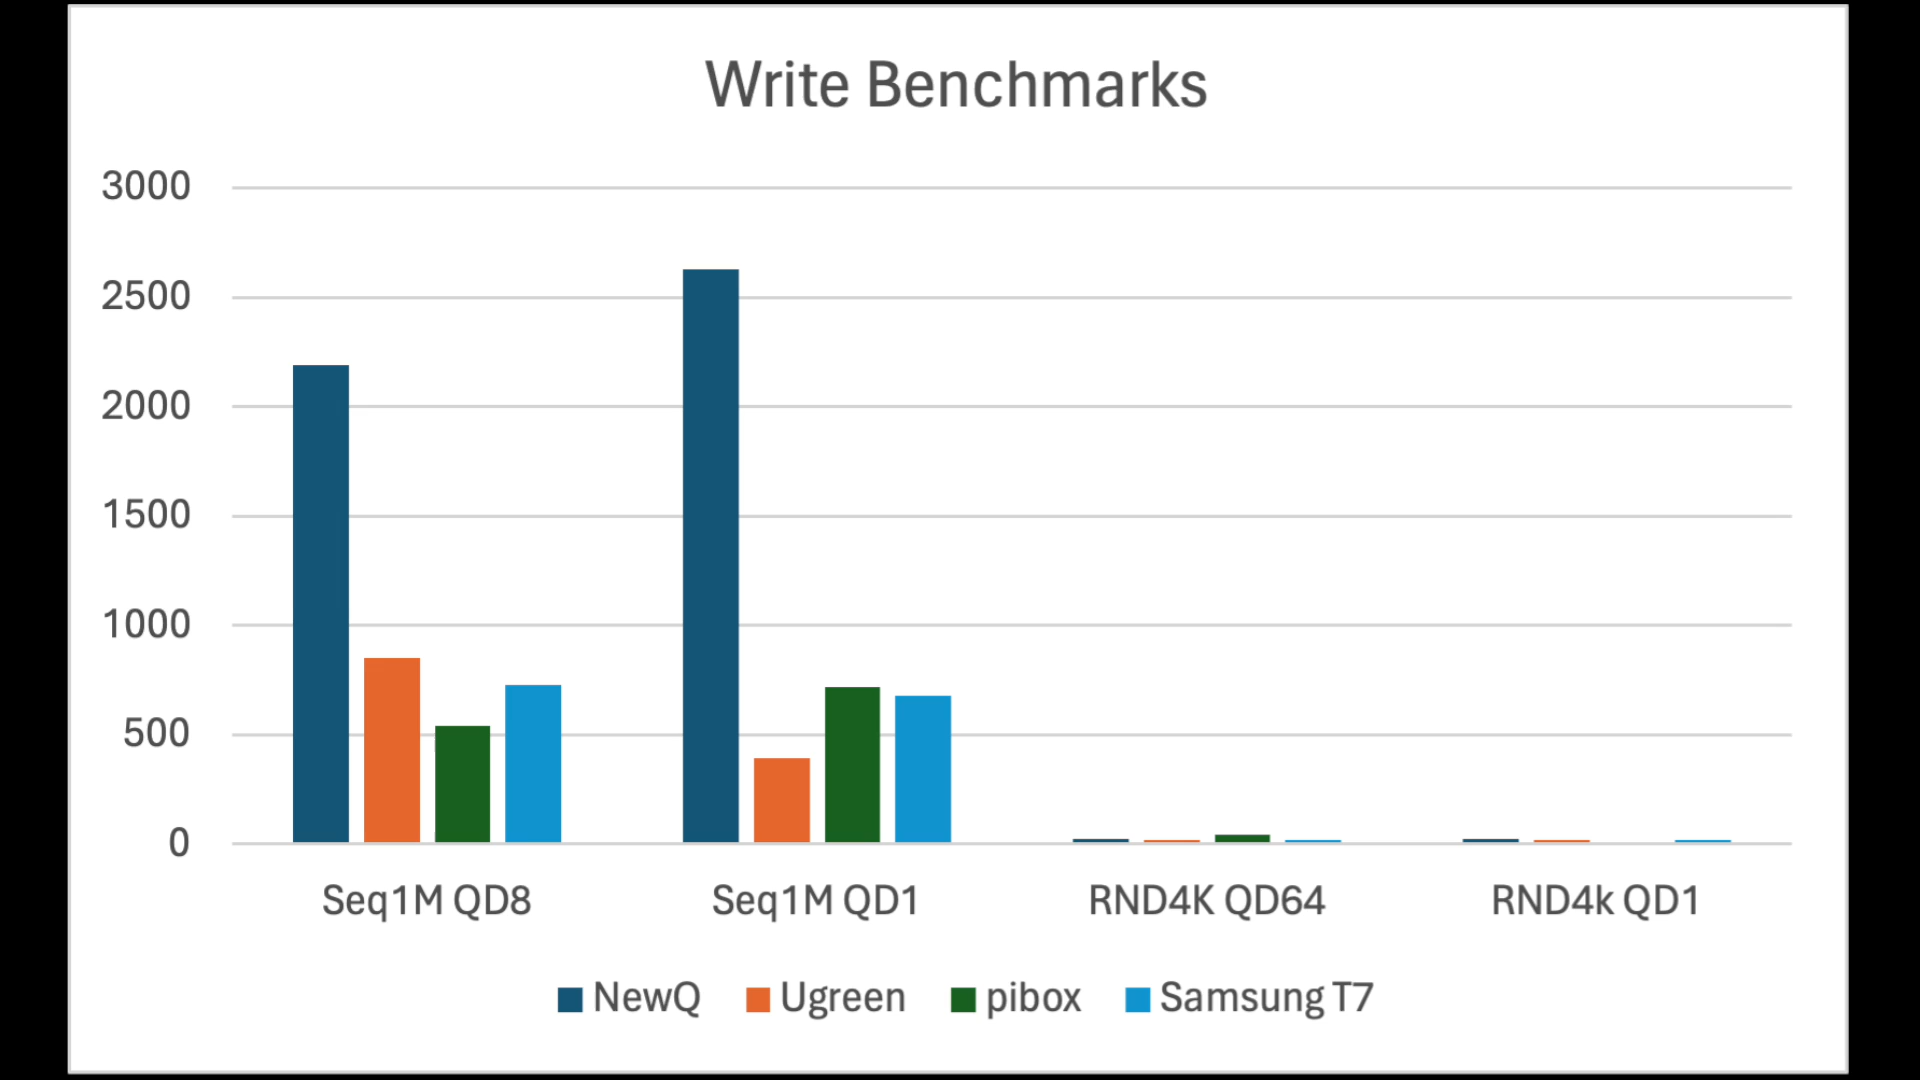 Write Benchmarks
3000
2500
2000
1500
1000
500
0
Seq1M QD8 Seq1M QD1 RND4K QD64 RND4k QD1
NewQ Ugreen pibox Samsung T7